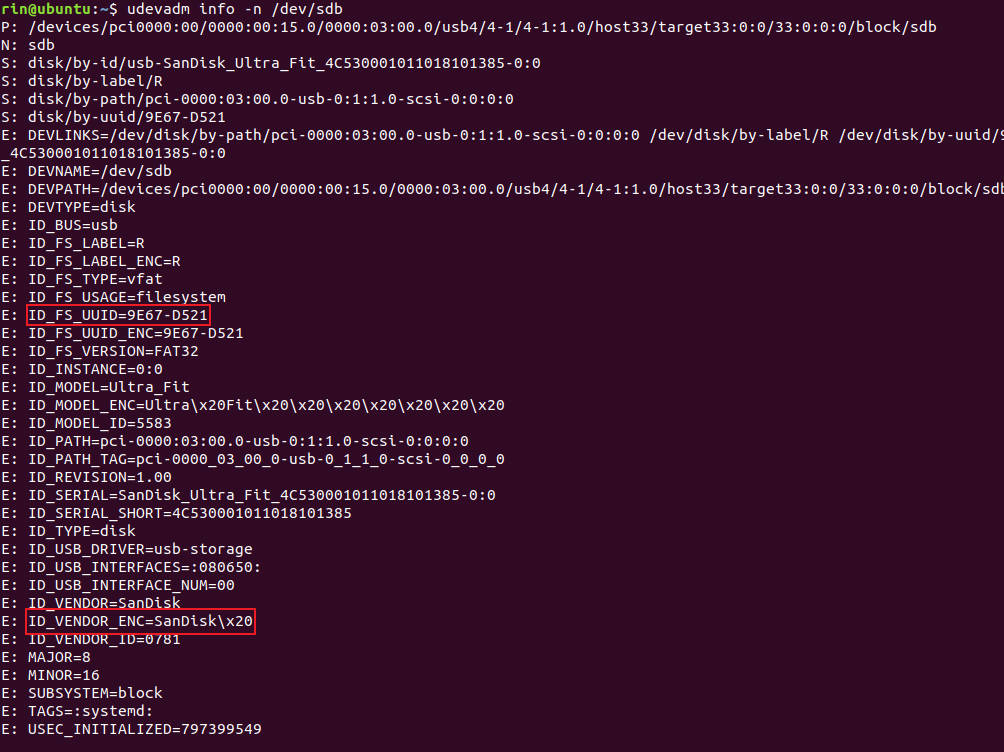 rin@ubuntu:~$ udevadm info -n /dev/sdb
P: /devices/pci0000:00/0000:00:15.0/0000:03:00.0/usb4/4-1/4-1:1.0/host33/target33:0:0/33:0:0:0/block/sdb
N: sdb
S: disk/by-id/usb-SanDisk_Ultra_Fit_4C530001011018101385-0:0
S: disk/by-label/R
S: disk/by-path/pci-0000:03:00.0-usb-0:1:1.0-scsi-0:0:0:0
S: disk/by-uuid/9E67-D521
E: DEVLINKS=/dev/disk/by-path/pci-0000:03:00.0-usb-0:1:1.0-scsi-0:0:0:0 /dev/disk/by-label/R /dev/disk/by-uuid/9
_4C530001011018101385-0:0
E: DEVNAME=/dev/sdb
E: DEVPATH=/devices/pci0000:00/0000:00:15.0/0000:03:00.0/usb4/4-1/4-1:1.0/host33/target33:0:0/33:0:0:0/block/sdb
E: DEVTYPE=disk
E: ID_BUS=usb
E: ID_FS_LABEL=R
E: ID_FS_LABEL_ENC=R
E: ID_FS_TYPE=vfat
E: ID_FS_USAGE=filesystem
E: ID_FS_UUID=9E67-D521
E: ID_FS_UUID_ENC=9E67-D521
E: ID_FS_VERSION=FAT32
E: ID_INSTANCE=0:0
E: ID_MODEL=Ultra_Fit
E: ID_MODEL_ENC=Ultra\x20Fit\x20\x20\x20\x20\x20\x20\x20
E: ID_MODEL_ID=5583
E: ID_PATH=pci-0000:03:00.0-usb-0:1:1.0-scsi-0:0:0:0
E: ID_PATH_TAG=pci-0000_03_00_0-usb-0_1_1_0-scsi-0_0_0_0
E: ID_REVISION=1.00
E: ID_SERIAL=SanDisk_Ultra_Fit_4C530001011018101385-0:0
E: ID_SERIAL_SHORT=4C530001011018101385
E: ID_TYPE=disk
E: ID_USB_DRIVER=usb-storage
E: ID_USB_INTERFACES=:080650:
E: ID_USB_INTERFACE_NUM=00
E: ID_VENDOR=SanDisk
E: ID_VENDOR_ENC=SanDisk\x20
E: ID_VENDOR_ID=0781
E: MAJOR=8
E: MINOR=16
E: SUBSYSTEM=block
E: TAGS=:systemd:
E: USEC_INITIALIZED=797399549